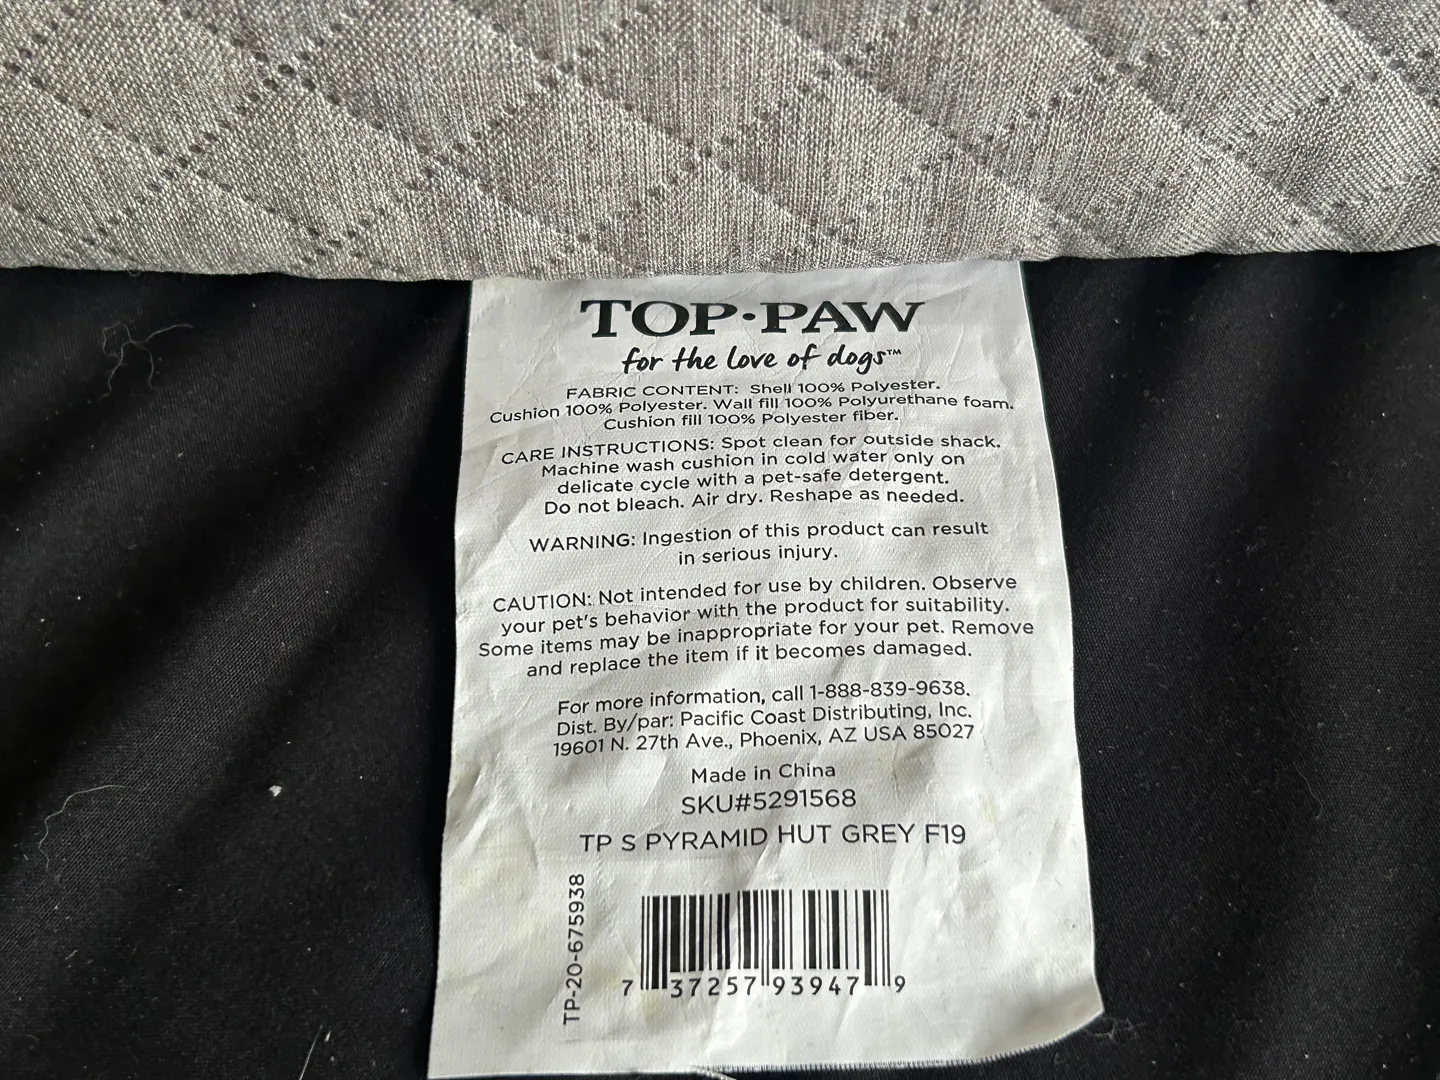 TOP·PAW
for the love of dogs™
FABRIC CONTENT: Shell 100% Polyester.
Cushion 100% Polyester. Wall fill 100% Polyurethane foam.
Cushion fill 100% Polyester fiber.
CARE INSTRUCTIONS: Spot clean for outside shack.
Machine wash cushion in cold water only on
delicate cycle with a pet-safe detergent.
Do not bleach. Air dry. Reshape as needed.
WARNING: Ingestion of this product can result
in serious injury.
CAUTION: Not intended for use by children. Observe
your pet's behavior with the product for suitability.
Some items may be inappropriate for your pet. Remove
and replace the item if it becomes damaged.
For more information, call 1-888-839-9638.
Dist. By/par: Pacific Coast Distributing, Inc.
19601 N. 27th Ave., Phoenix, AZ USA 85027
Made in China
SKU#5291568
TP S PYRAMID HUT GREY F19
TP-20-675938
7 37257 93947 9